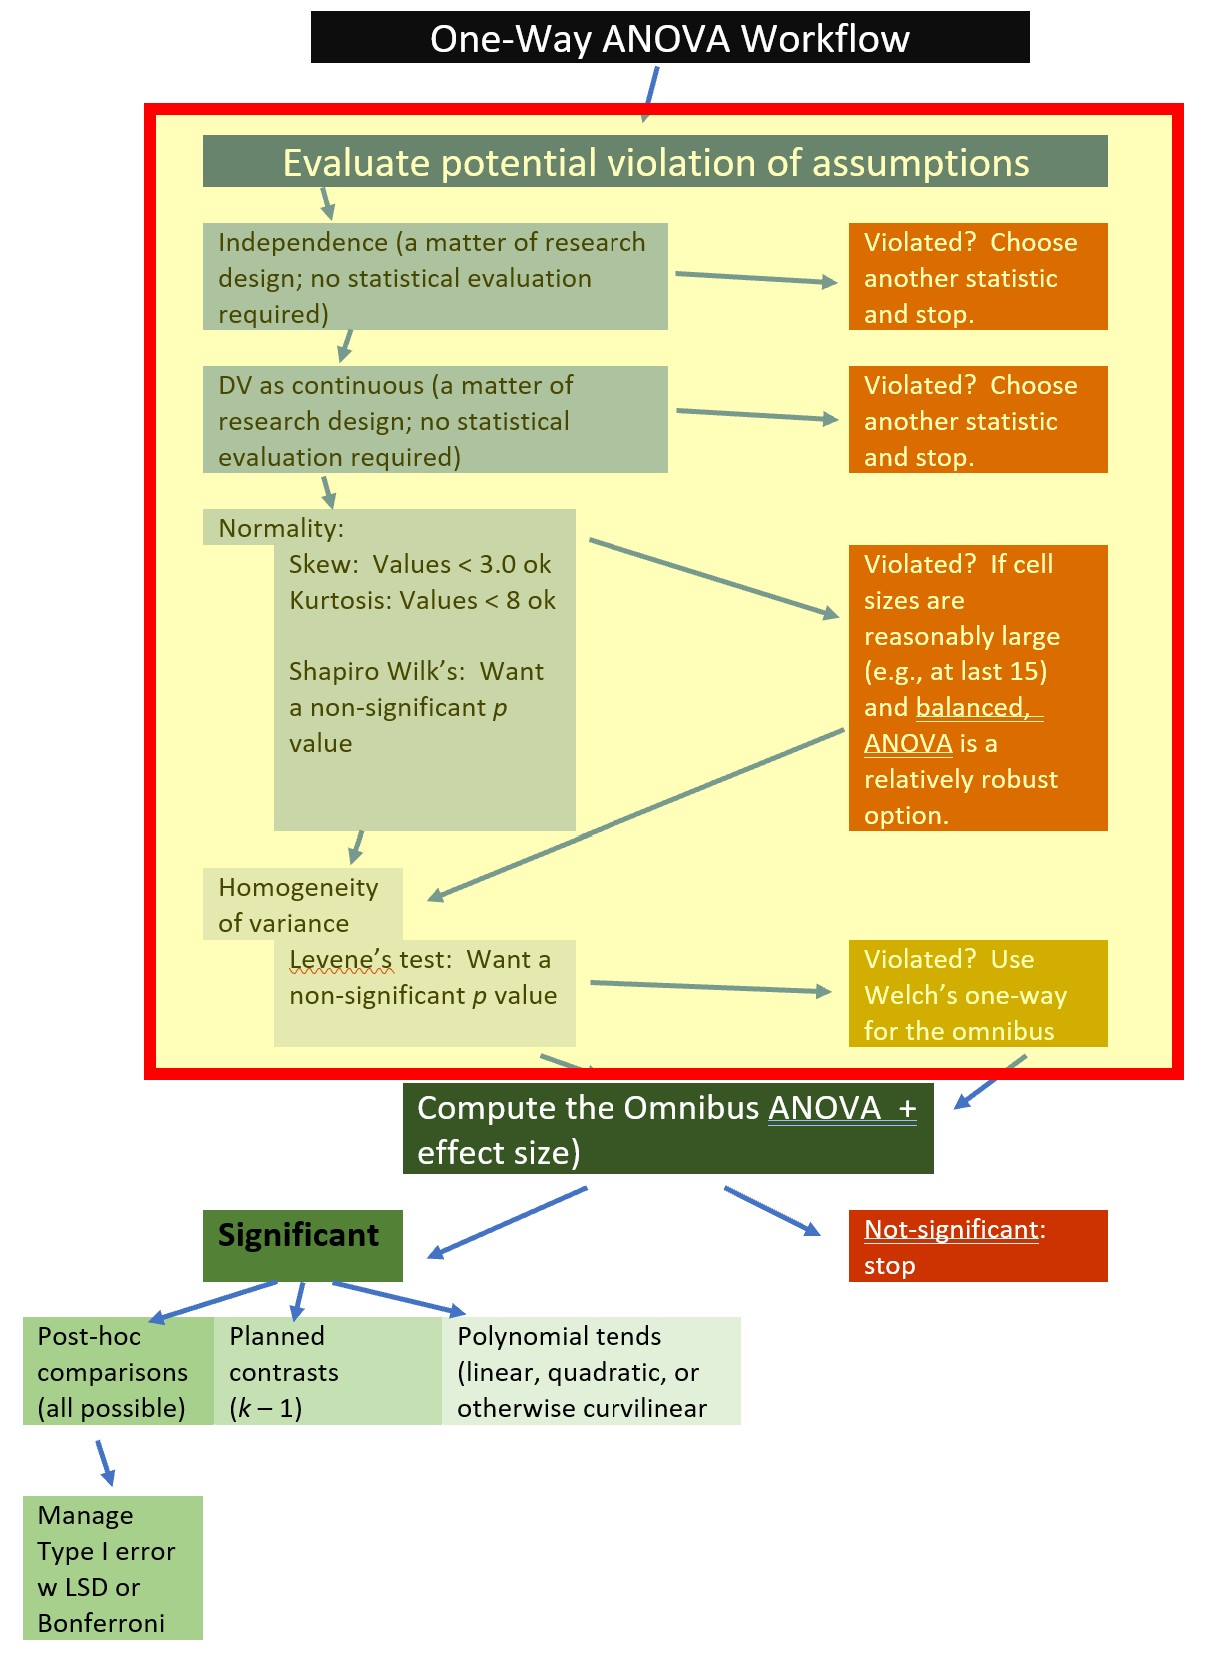 One-Way ANOVA Workflow
Evaluate potential violation of assumptions
Independence (a matter of research
design; no statistical evaluation
required)
Violated?  Choose
another statistic
and stop.
DV as continuous (a matter of
research design; no statistical
evaluation required)
Violated?  Choose
another statistic
and stop.
Normality:
Skew:  Values < 3.0 ok
Kurtosis: Values < 8 ok
Shapiro Wilk’s:  Want
a non-significant p
value
Violated?  If cell
sizes are
reasonably large
(e.g., at last 15)
and balanced,
ANOVA is a
relatively robust
option.
Homogeneity
of variance
Levene’s test:  Want a
non-significant p value
Violated?  Use
Welch’s one-way
for the omnibus
Compute the Omnibus ANOVA  +
effect size)
Significant
Not-significant:
stop
Post-hoc
comparisons
(all possible)
Planned
contrasts
(k – 1)
Polynomial tends
(linear, quadratic, or
otherwise curvilinear
Manage
Type I error
w LSD or
Bonferroni